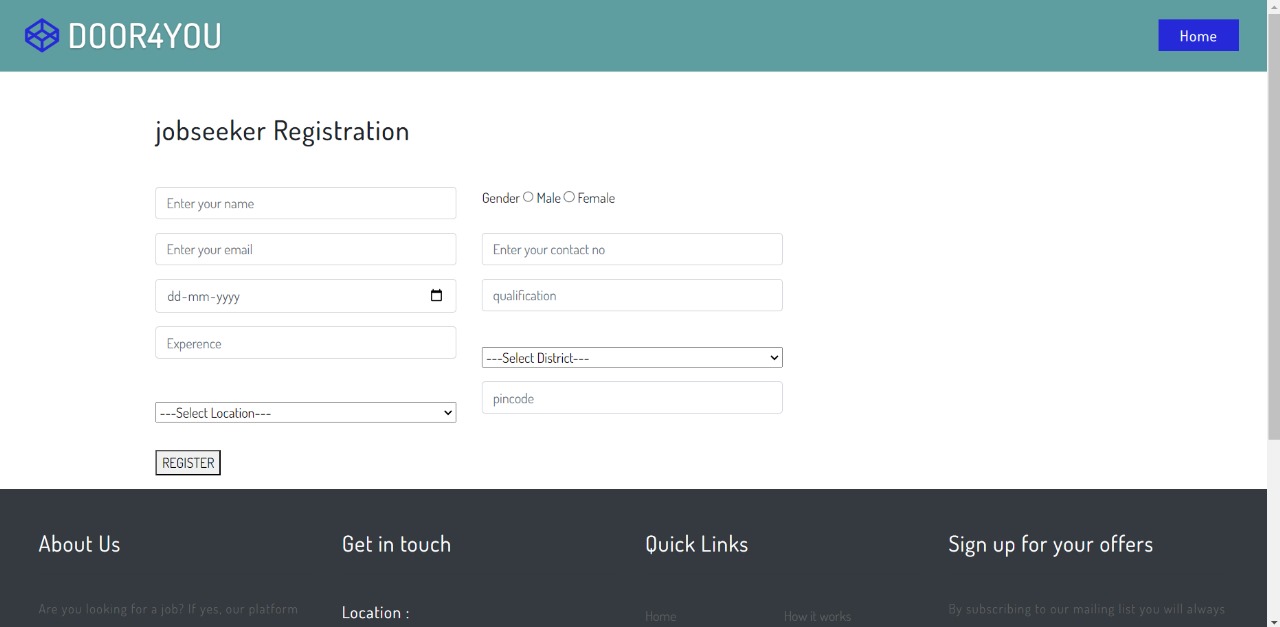 DOOR4YOU
Home
jobseeker Registration
Enter your name
Gender Male Female
Enter your email
Enter your contact no
dd-mm-yyyy
qualification
Experence
---Select District---
pincode
---Select Location---
REGISTER
About Us
Get in touch
Quick Links
Sign up for your offers
Are you looking for a job? If yes, our platform
Location :
Home
How it works
By subscribing to our mailing list you will always